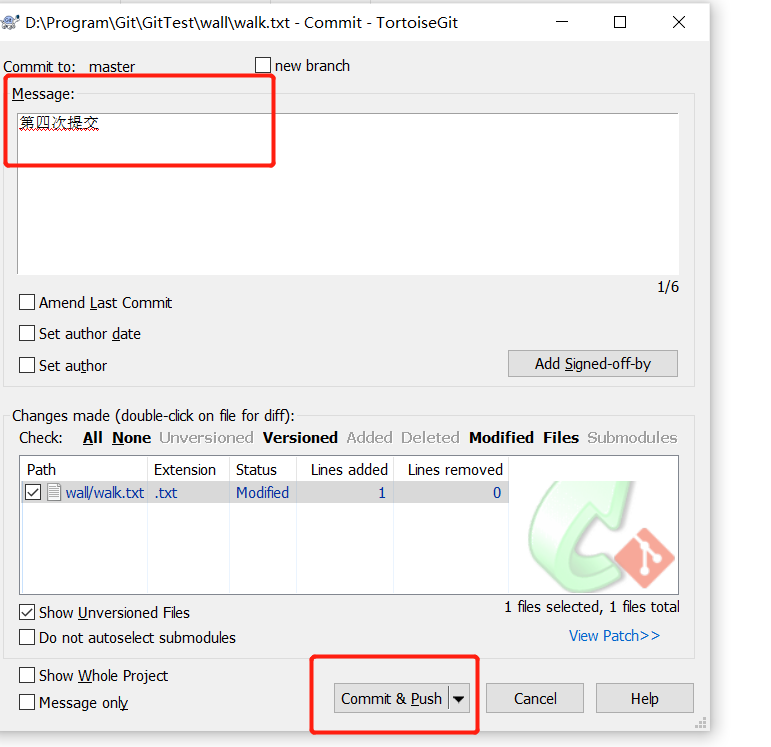 D:\Program\Git\GitTest\wall\walk.txt - Commit - TortoiseGit
Commit to: master new branch
Message:
第四次提交
1/6
Amend Last Commit
Set author date
Set author Add Signed-off-by
Changes made (double-click on file for diff):
Check: All None Unversioned Versioned Added Deleted Modified Files Submodules
Path Extension Status Lines added Lines removed
wall/walk.txt .txt Modified 1 0
Show Unversioned Files 1 files selected, 1 files total
Do not autoselect submodules View Patch>>
Show Whole Project
Message only Commit & Push Cancel Help